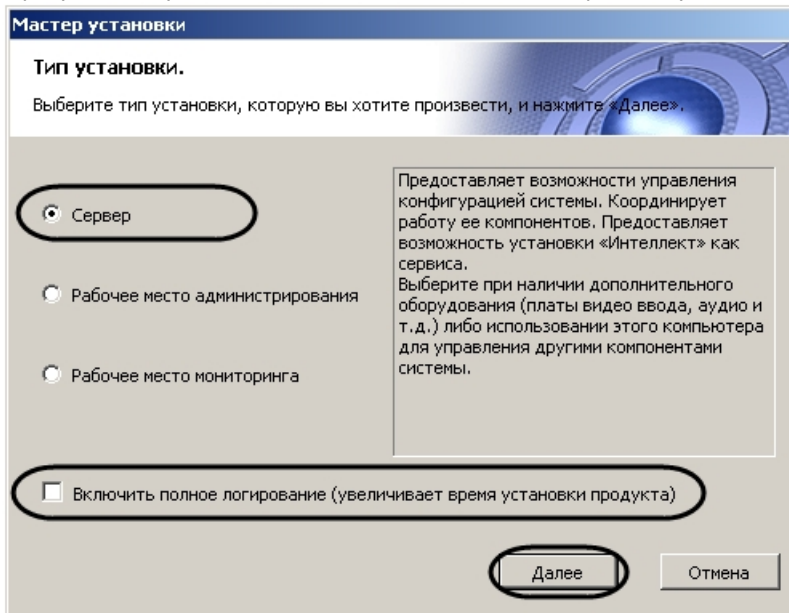 Мастер установки
Тип установки.
Выберите тип установки, которую вы хотите произвести, и нажмите «Далее».
Сервер
Рабочее место администрирования
Рабочее место мониторинга
Предоставляет возможности управления
конфигурацией системы. Координирует
работу ее компонентов. Предоставляет
возможность установки «Интеллект» как
сервиса.
Выберите при наличии дополнительного
оборудования (платы видео ввода, аудио и
т.д.) либо использовании этого компьютера
для управления другими компонентами
системы.
Включить полное логирование (увеличивает время установки продукта)
Далее
Отмена